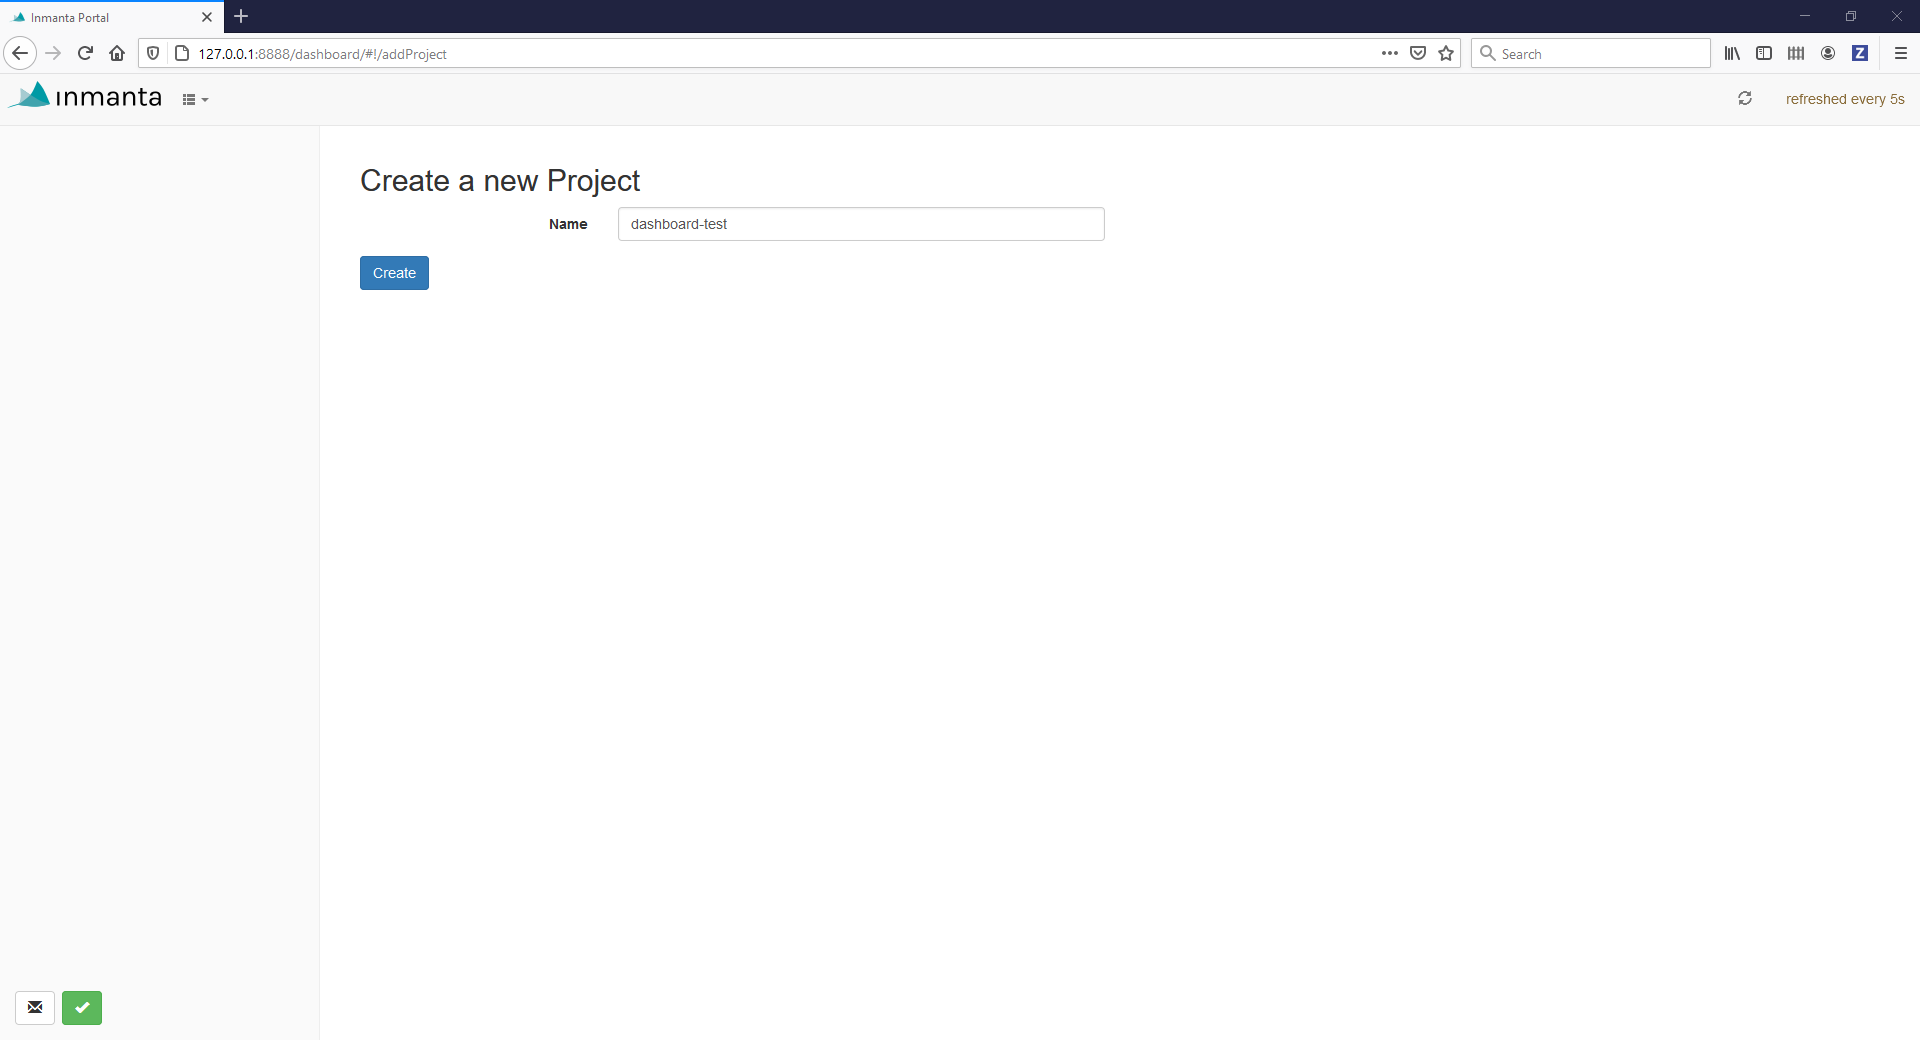 Inmanta Portal
127.0.0.1:8888/dashboard/#!/addProject
Search
inmanta
refreshed every 5s
Create a new Project
Name
dashboard-test
Create
Z